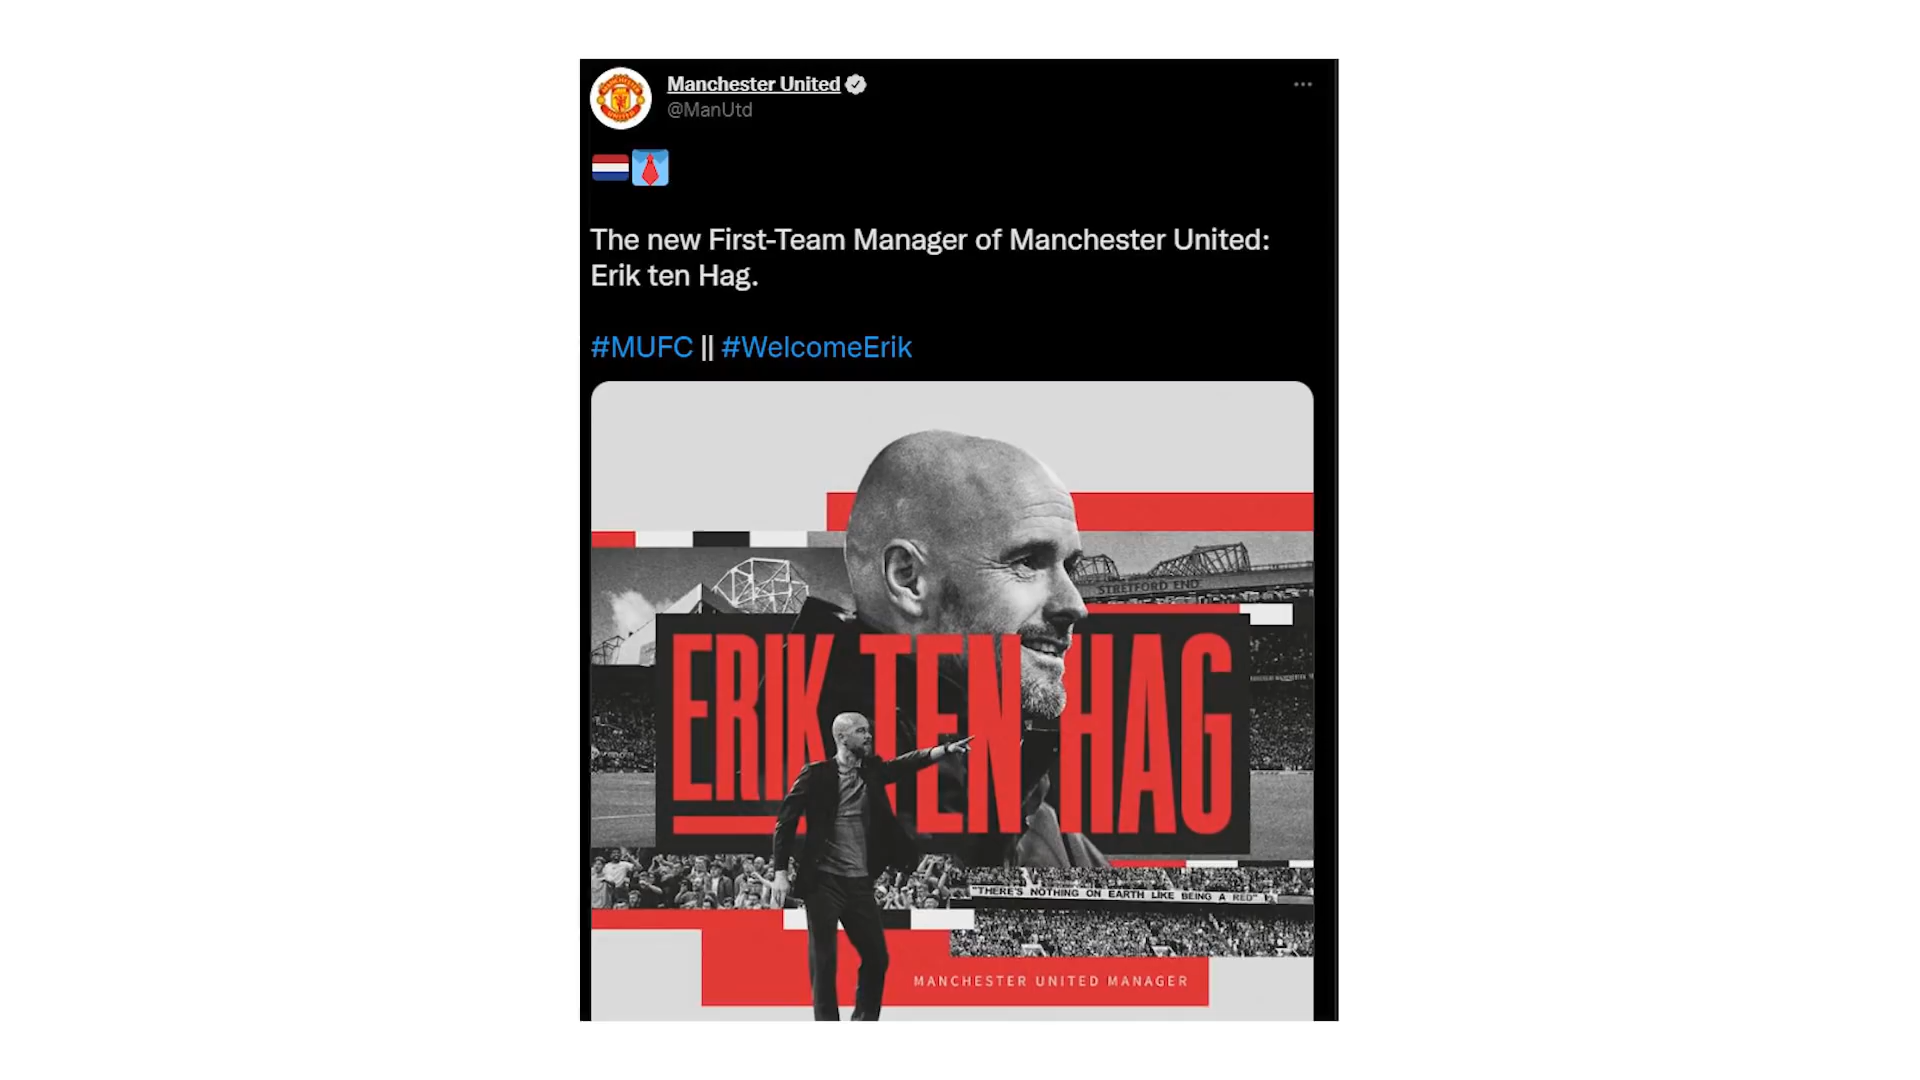 Manchester United
@ManUtd
The new First-Team Manager of Manchester United:
Erik ten Hag.
#MUFC || #WelcomeErik
STRETFORD END
ERIK TEN HAG
"THERE'S NOTHING ON EARTH LIKE BEING A RED"
MANCHESTER UNITED MANAGER